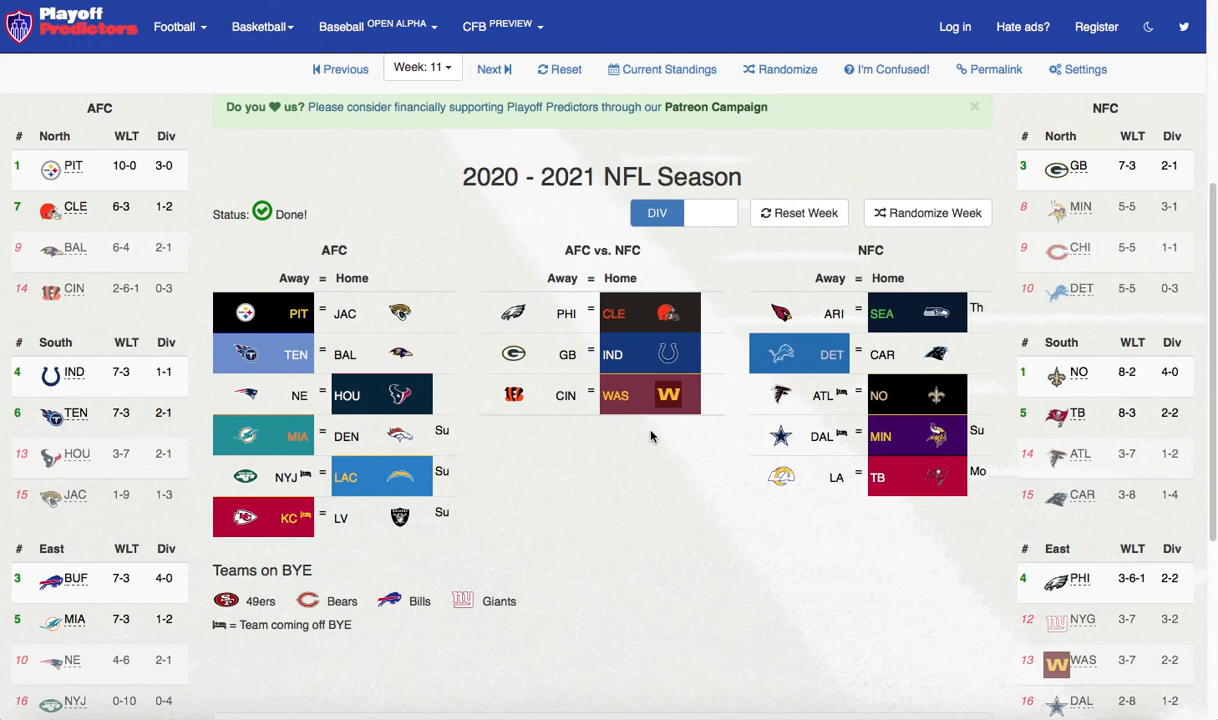 Playoff
Predictors
Football
Basketball
Baseball OPEN ALPHA
CFB PREVIEW
Log in
Hate ads?
Register
Previous
Week: 11
Next
Reset
Current Standings
Randomize
I'm Confused!
Permalink
Settings
Do you us? Please consider financially supporting Playoff Predictors through our Patreon Campaign
×
2020 - 2021 NFL Season
Status: Done!
DIV
Reset Week
Randomize Week
AFC
# North WLT Div
1 PIT 10-0 3-0
7 CLE 6-3 1-2
9 BAL 6-4 2-1
14 CIN 2-6-1 0-3
# South WLT Div
4 IND 7-3 1-1
6 TEN 7-3 2-1
13 HOU 3-7 2-1
15 JAC 1-9 1-3
# East WLT Div
3 BUF 7-3 4-0
5 MIA 7-3 1-2
10 NE 4-6 2-1
16 NYJ 0-10 0-4
AFC
Away = Home
PIT = JAC
TEN = BAL
NE = HOU
MIA = DEN Su
NYJ = LAC Su
KC = LV Su
AFC vs. NFC
Away = Home
PHI = CLE
GB = IND
CIN = WAS
NFC
Away = Home
ARI = SEA Th
DET = CAR
ATL = NO
DAL = MIN Su
LA = TB Mo
Teams on BYE
49ers
Bears
Bills
Giants
= Team coming off BYE
NFC
# North WLT Div
3 GB 7-3 2-1
8 MIN 5-5 3-1
9 CHI 5-5 1-1
10 DET 5-5 0-3
# South WLT Div
1 NO 8-2 4-0
5 TB 8-3 2-2
14 ATL 3-7 1-2
15 CAR 3-8 1-4
# East WLT Div
4 PHI 3-6-1 2-2
12 NYG 3-7 3-2
13 WAS 3-7 2-2
16 DAL 2-8 1-2